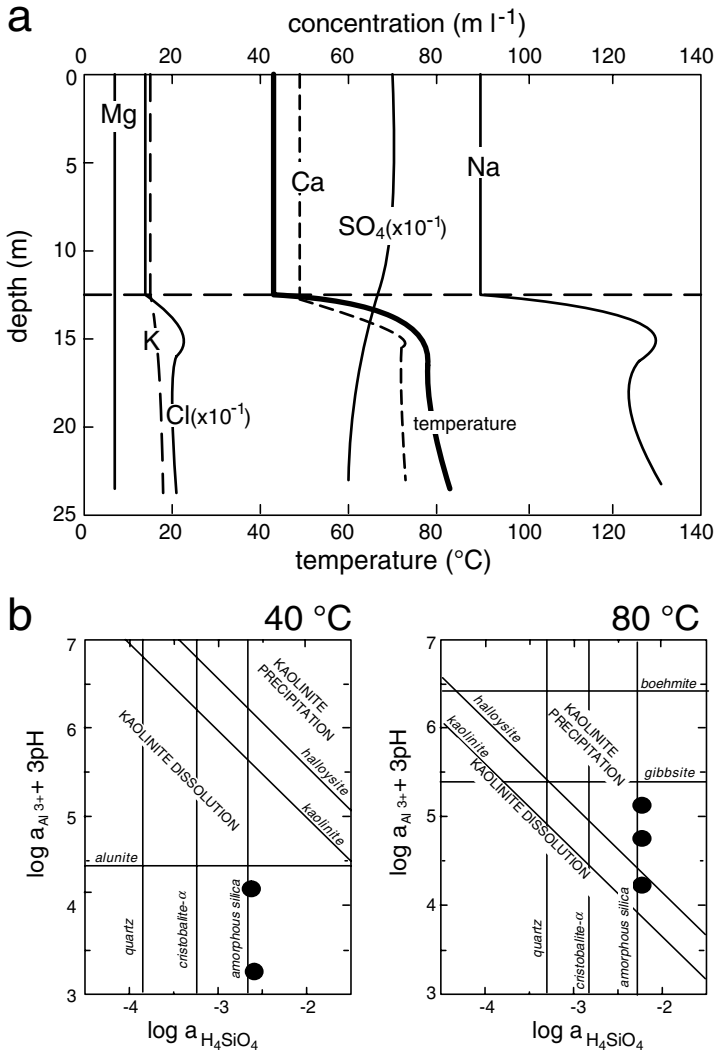 a
concentration (m l-1)
0 20 40 60 80 100 120 140
0
5
10
15
20
25
depth (m)
Mg
Ca
Na
SO4(x10-1)
K
Cl(x10-1)
temperature
0 20 40 60 80 100 120 140
temperature (°C)
b
40 °C
7
6
5
4
3
log a Al 3+ + 3pH
KAOLINITE PRECIPITATION
KAOLINITE DISSOLUTION
halloysite
kaolinite
alunite
quartz
cristobalite-α
amorphous silica
-4 -3 -2
log a H4SiO4
80 °C
7
6
5
4
3
log a Al 3+ + 3pH
boehmite
halloysite
KAOLINITE PRECIPITATION
kaolinite
KAOLINITE DISSOLUTION
gibbsite
quartz
cristobalite-α
amorphous silica
-4 -3 -2
log a H4SiO4